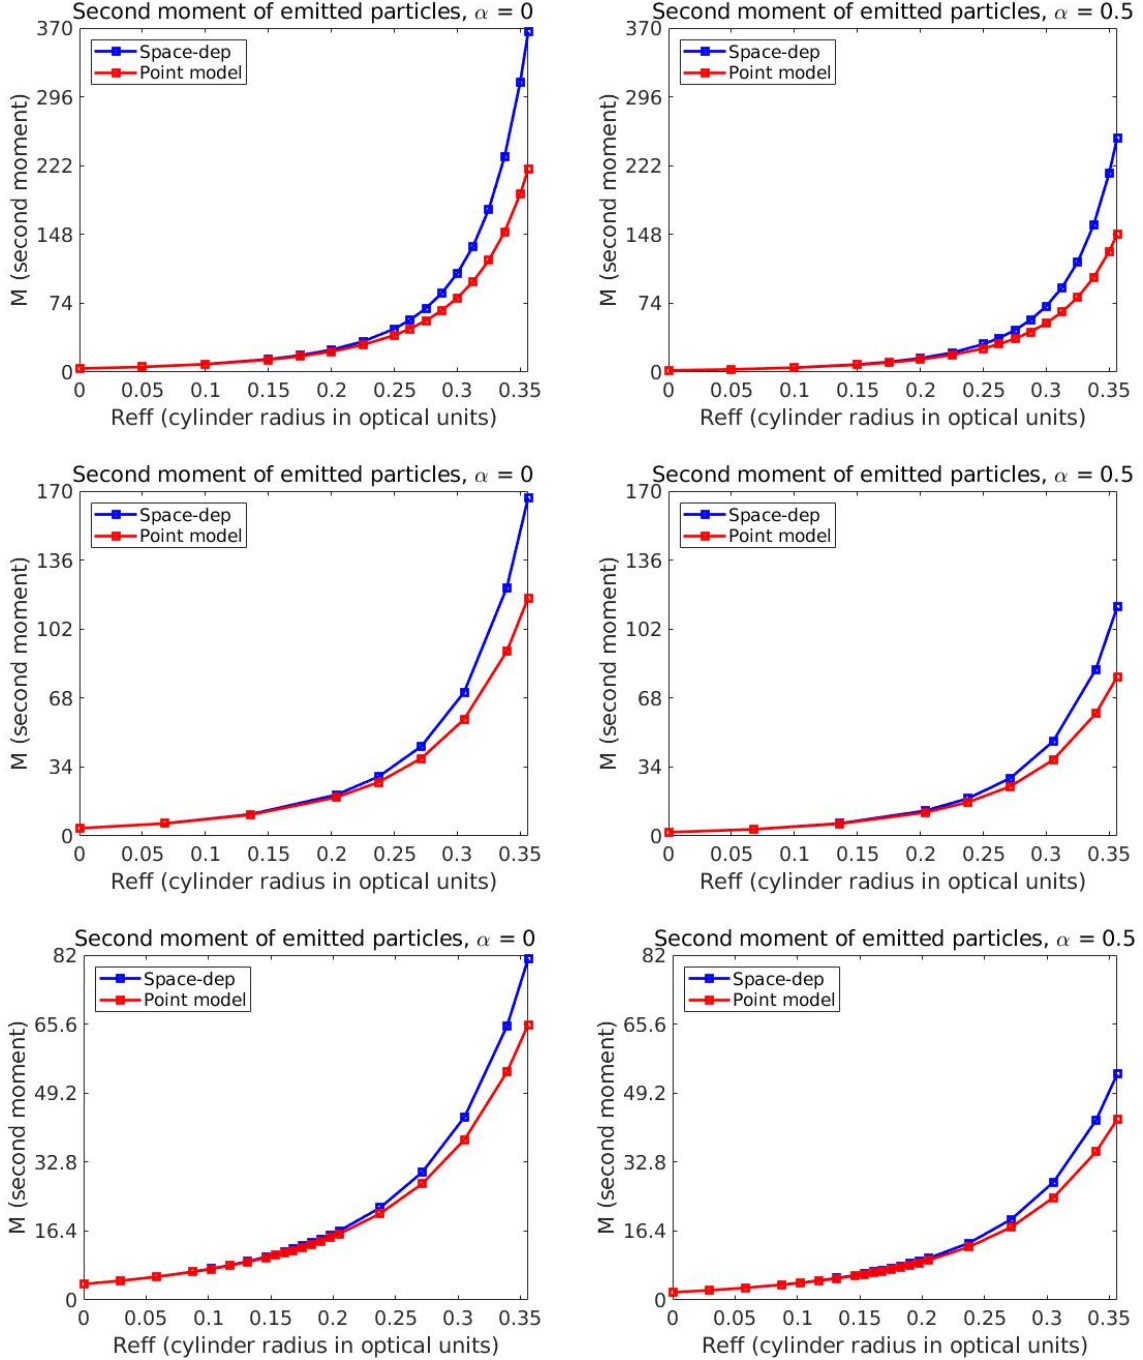 Second moment of emitted particles, α = 0
370
296
222
148
74
0
M (second moment)
Space-dep
Point model
0 0.05 0.1 0.15 0.2 0.25 0.3 0.35
Reff (cylinder radius in optical units)
Second moment of emitted particles, α = 0.5
370
296
222
148
74
0
M (second moment)
Space-dep
Point model
0 0.05 0.1 0.15 0.2 0.25 0.3 0.35
Reff (cylinder radius in optical units)
Second moment of emitted particles, α = 0
170
136
102
68
34
0
M (second moment)
Space-dep
Point model
0 0.05 0.1 0.15 0.2 0.25 0.3 0.35
Reff (cylinder radius in optical units)
Second moment of emitted particles, α = 0.5
170
136
102
68
34
0
M (second moment)
Space-dep
Point model
0 0.05 0.1 0.15 0.2 0.25 0.3 0.35
Reff (cylinder radius in optical units)
Second moment of emitted particles, α = 0
82
65.6
49.2
32.8
16.4
0
M (second moment)
Space-dep
Point model
0 0.05 0.1 0.15 0.2 0.25 0.3 0.35
Reff (cylinder radius in optical units)
Second moment of emitted particles, α = 0.5
82
65.6
49.2
32.8
16.4
0
M (second moment)
Space-dep
Point model
0 0.05 0.1 0.15 0.2 0.25 0.3 0.35
Reff (cylinder radius in optical units)